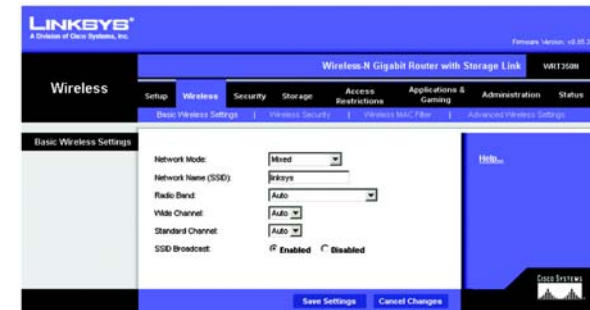 LINKSYS®
A Division of Cisco Systems, Inc.
Firmware Version: v0.95.3
Wireless-N Gigabit Router with Storage Link WRT350N
Wireless
Setup Wireless Security Storage Access Restrictions Applications & Gaming Administration Status
Basic Wireless Settings | Wireless Security | Wireless MAC Filter | Advanced Wireless Settings
Basic Wireless Settings
Network Mode: Mixed
Help...
Network Name (SSID): linksys
Radio Band: Auto
Wide Channel: Auto
Standard Channel: Auto
SSID Broadcast: Enabled Disabled
CISCO SYSTEMS
Save Settings Cancel Changes